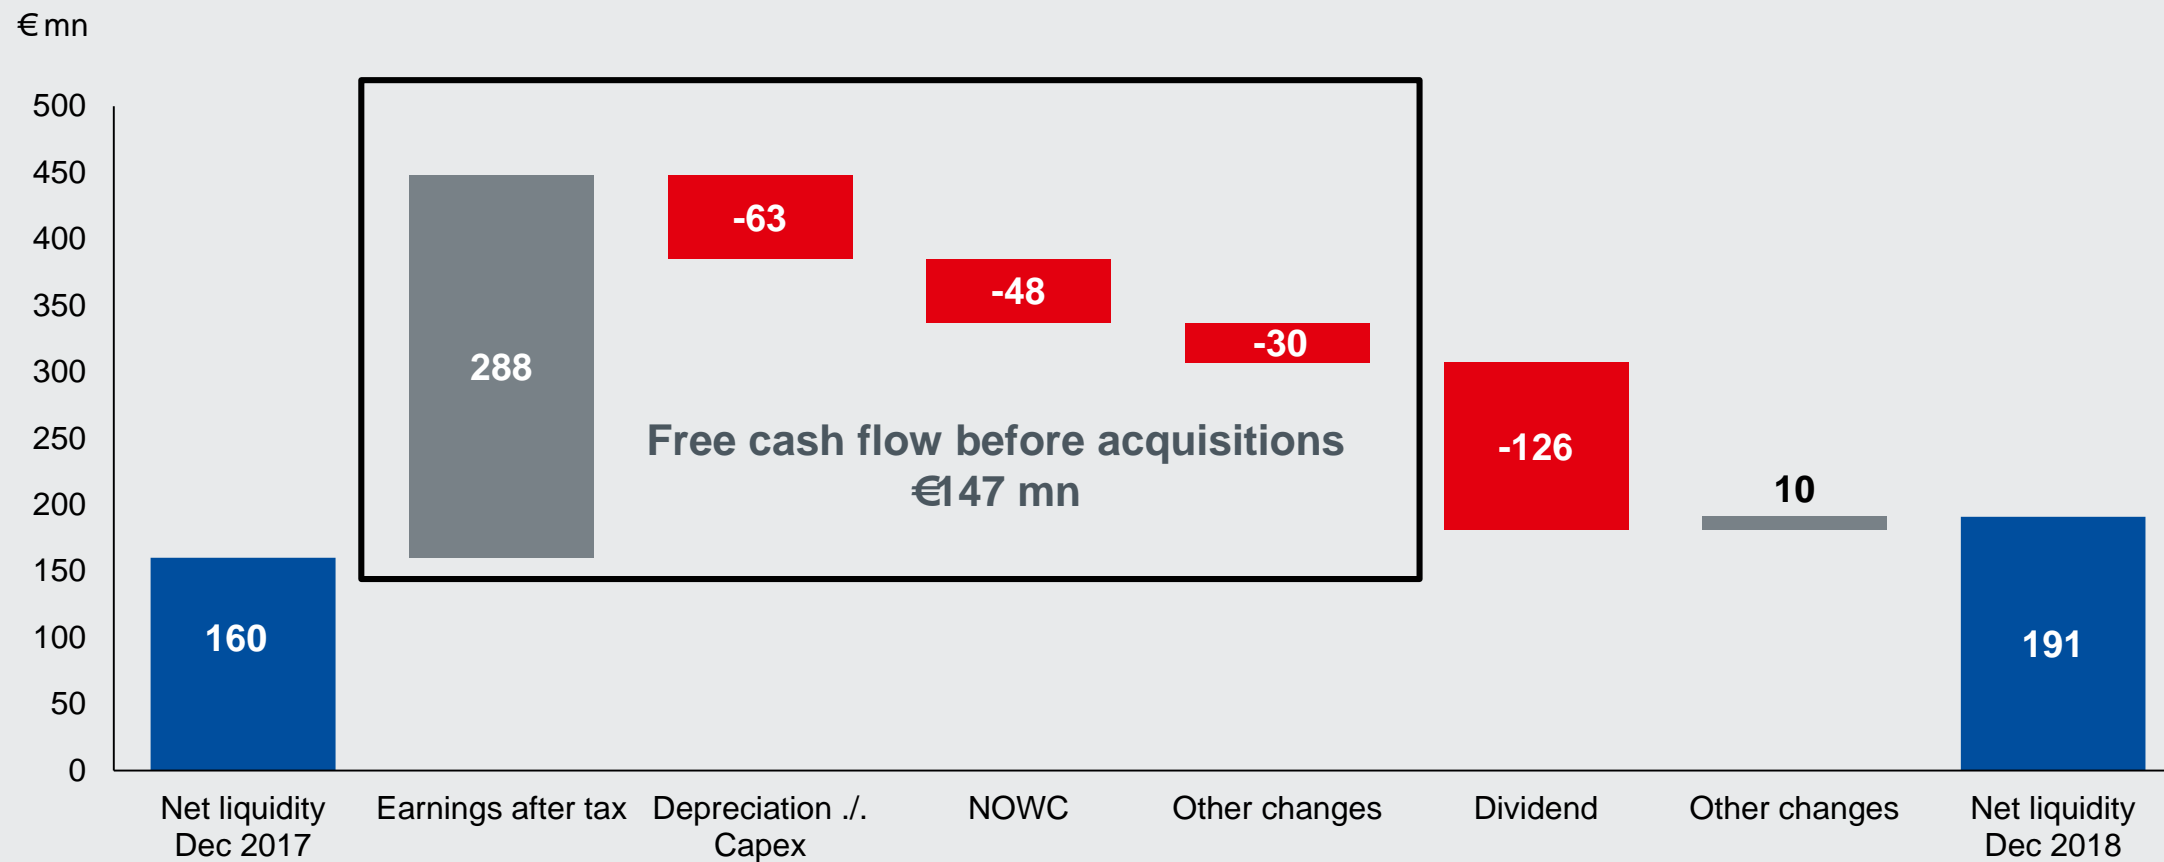 € mn
500
450
400
350
300
250
200
150
100
50
0
160
288
-63
-48
-30
Free cash flow before acquisitions
€147 mn
-126
10
191
Net liquidity
Dec 2017
Earnings after tax
Depreciation ./.
Capex
NOWC
Other changes
Dividend
Other changes
Net liquidity
Dec 2018